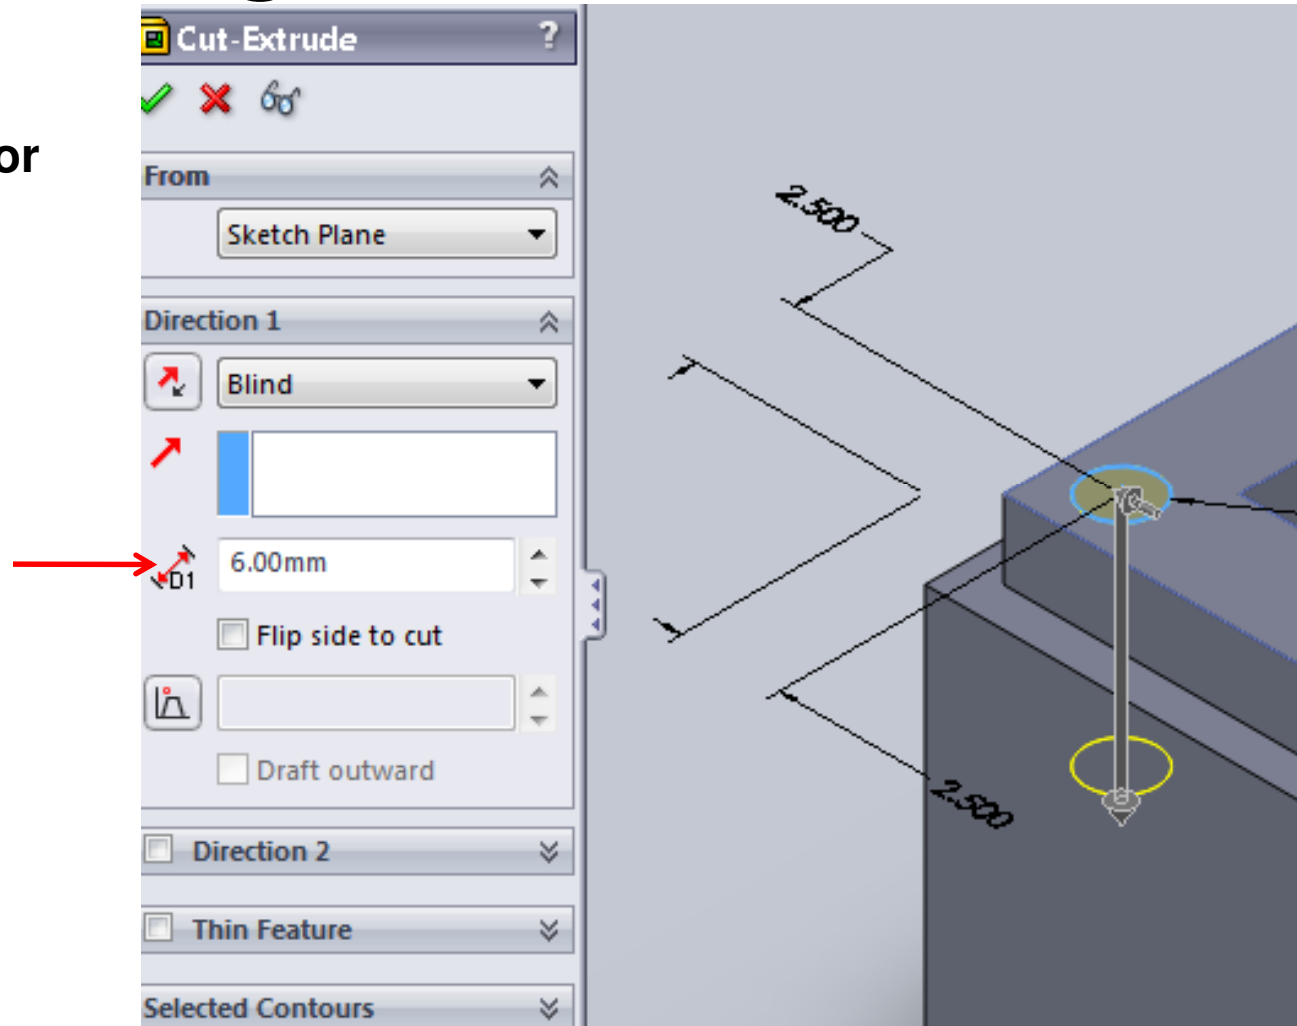 Cut-Extrude ?
or
From
Sketch Plane
Direction 1
Blind
D1 6.00mm
Flip side to cut
Draft outward
Direction 2
Thin Feature
Selected Contours
2.500
2.500